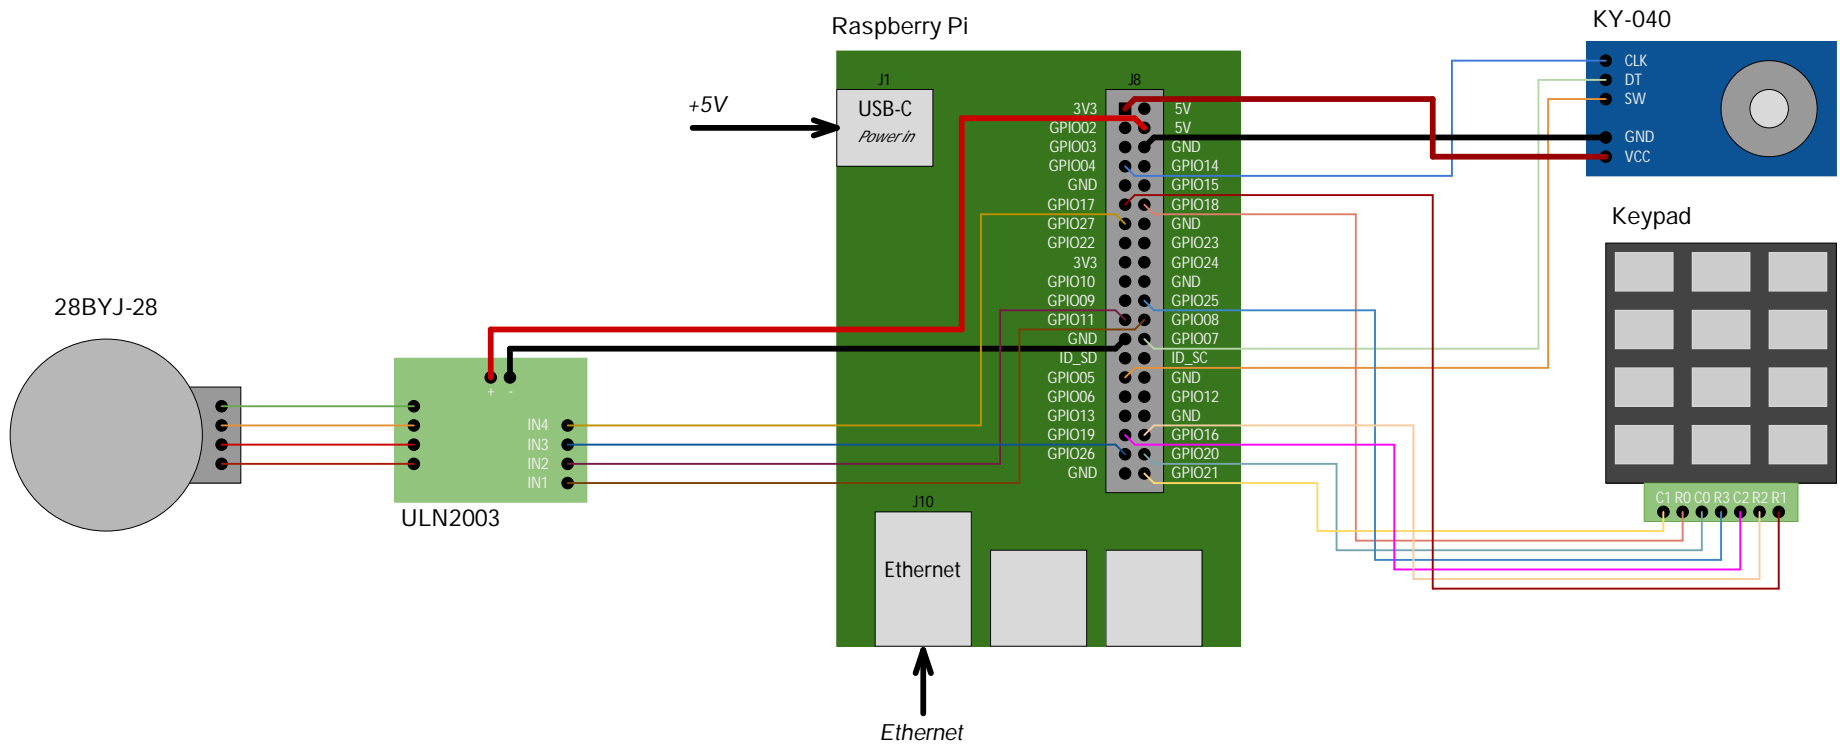 Raspberry Pi
KY-040
J1
USB-C
Power in
+5V
J8
3V3 5V
GPIO02 5V
GPIO03 GND
GPIO04 GPIO14
GND GPIO15
GPIO17 GPIO18
GPIO27 GND
GPIO22 GPIO23
3V3 GPIO24
GPIO10 GND
GPIO09 GPIO25
GPIO11 GPIO08
GND GPIO07
ID_SD ID_SC
GPIO05 GND
GPIO06 GPIO12
GPIO13 GND
GPIO19 GPIO16
GPIO26 GPIO20
GND GPIO21
CLK
DT
SW
GND
VCC
Keypad
C1 R0 C0 R3 C2 R2 R1
28BYJ-28
+ -
IN4
IN3
IN2
IN1
ULN2003
J10
Ethernet
Ethernet